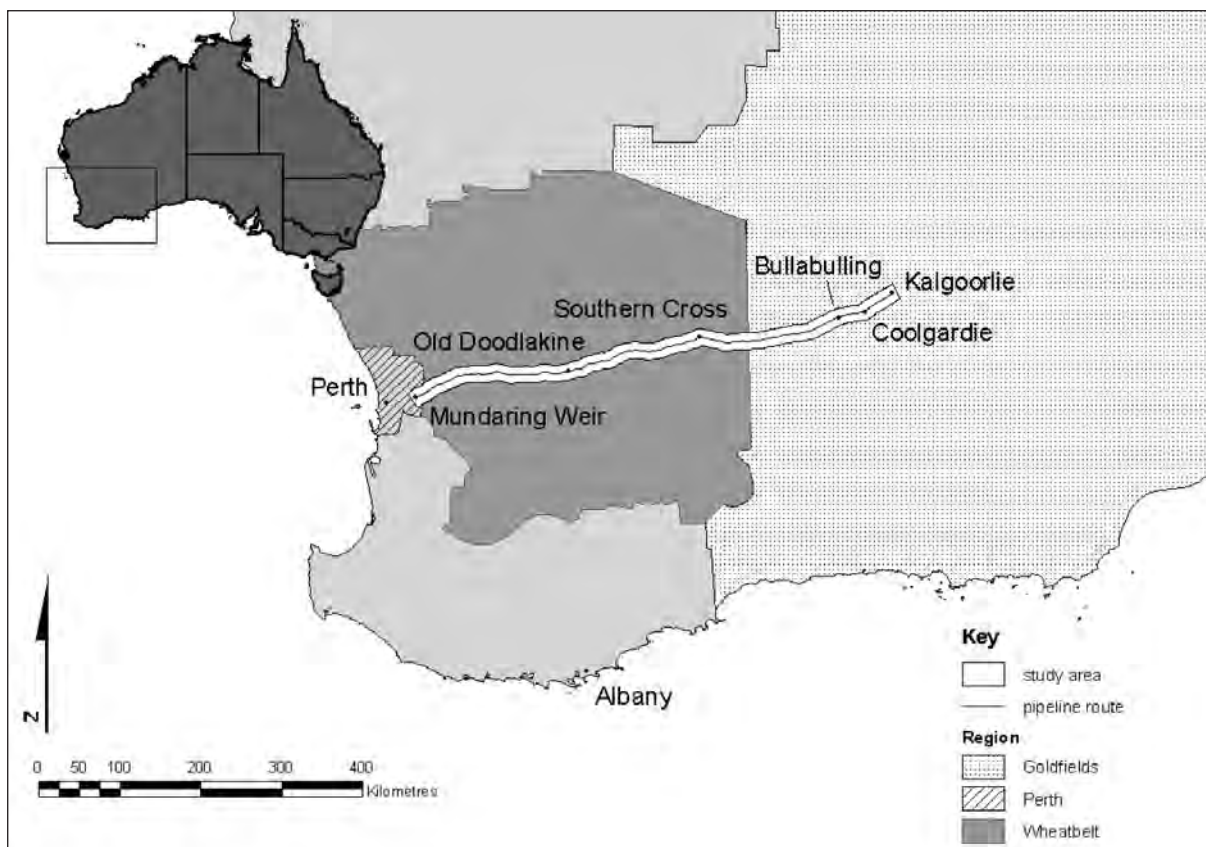 Bullabulling
Kalgoorlie
Southern Cross
Coolgardie
Old Doodlakine
Perth
Mundaring Weir
Albany
N
0 50 100 200 300 400
Kilometres
Key
study area
pipeline route
Region
Goldfields
Perth
Wheatbelt